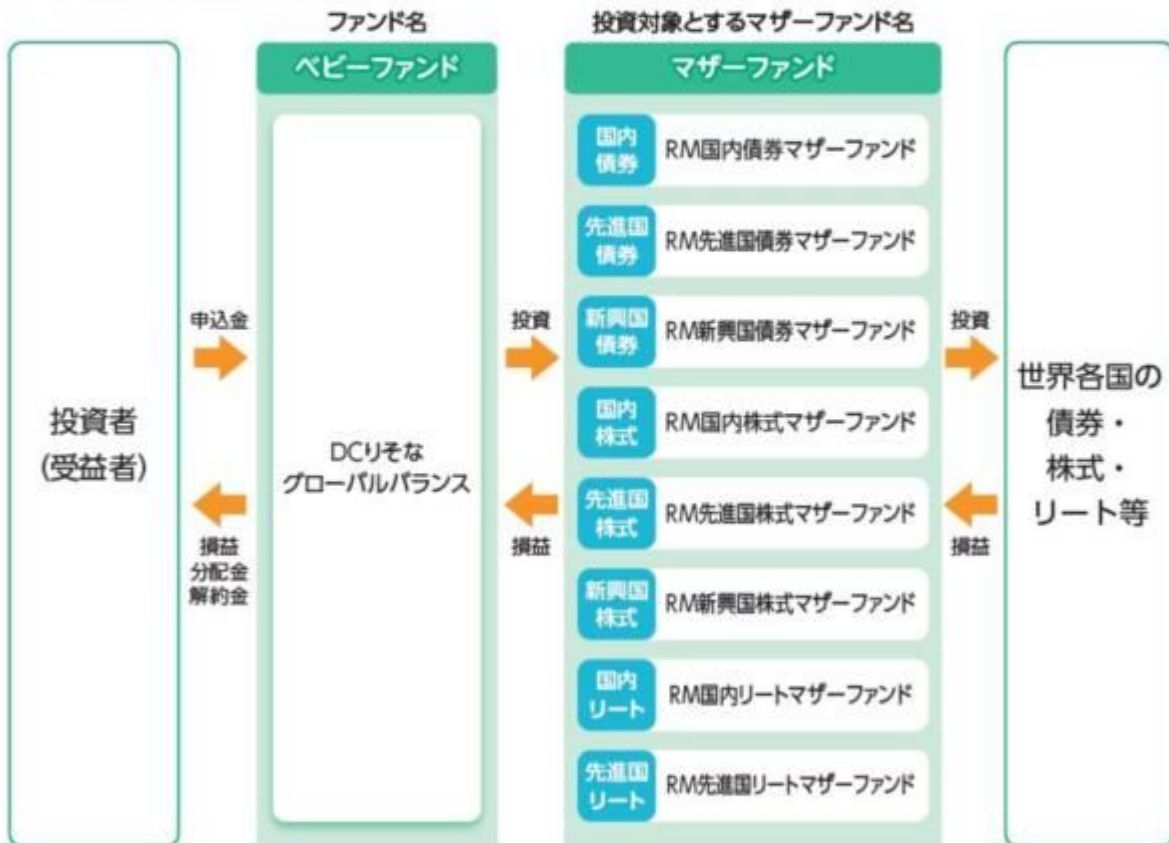 ファンド名
投資対象とするマザーファンド名
ベビーファンド
マザーファンド
投資者
(受益者)
申込金
損益
分配金
解約金
DCりそな
グローバルバランス
投資
損益
国内
債券
RM国内債券マザーファンド
先進国
債券
RM先進国債券マザーファンド
新興国
債券
RM新興国債券マザーファンド
国内
株式
RM国内株式マザーファンド
先進国
株式
RM先進国株式マザーファンド
新興国
株式
RM新興国株式マザーファンド
国内
リート
RM国内リートマザーファンド
先進国
リート
RM先進国リートマザーファンド
投資
損益
世界各国の
債券・
株式・
リート等